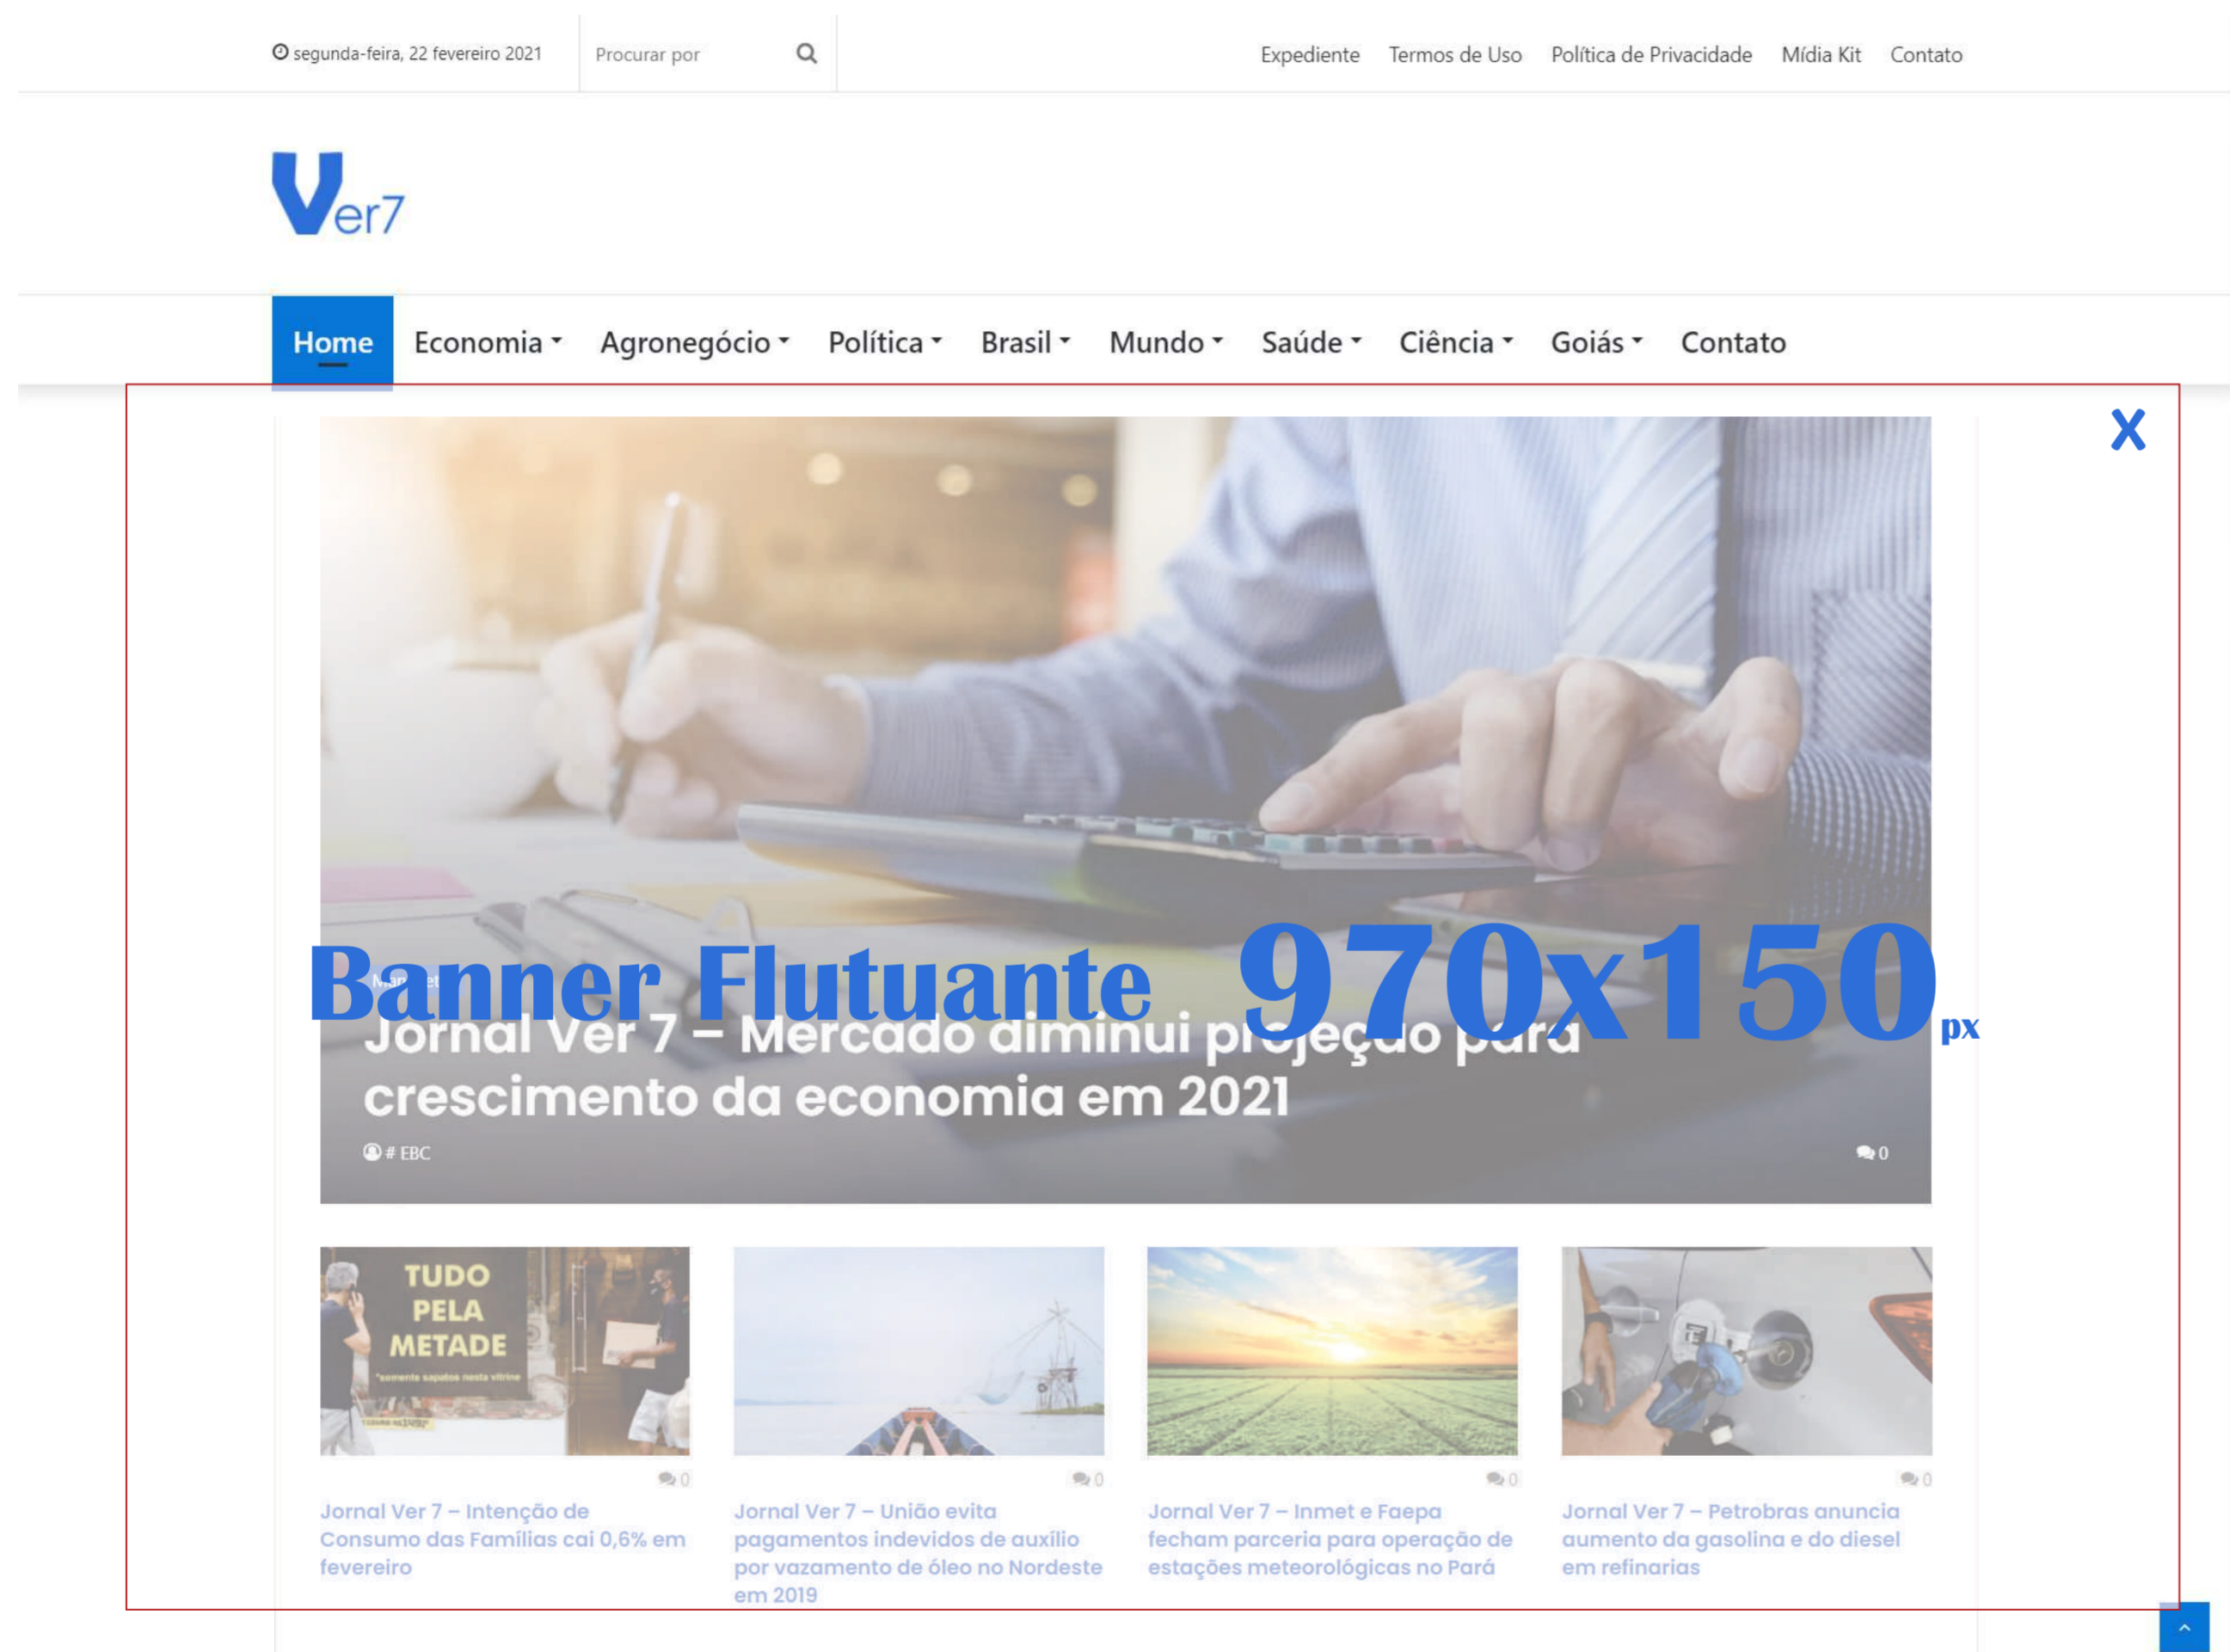 segunda-feira, 22 fevereiro 2021
Procurar por
Expediente Termos de Uso Política de Privacidade Mídia Kit Contato
Ver7
Home Economia Agronegócio Política Brasil Mundo Saúde Ciência Goiás Contato
X
Banner Flutuante 970x150px
Jornal Ver 7 – Mercado diminui projeção para
crescimento da economia em 2021
# EBC
0
TUDO
PELA
METADE
*somente sapatos nesta vitrine
0
0
0
0
Jornal Ver 7 – Intenção de
Consumo das Famílias cai 0,6% em
fevereiro
Jornal Ver 7 – União evita
pagamentos indevidos de auxílio
por vazamento de óleo no Nordeste
em 2019
Jornal Ver 7 – Inmet e Faepa
fecham parceria para operação de
estações meteorológicas no Pará
Jornal Ver 7 – Petrobras anuncia
aumento da gasolina e do diesel
em refinarias